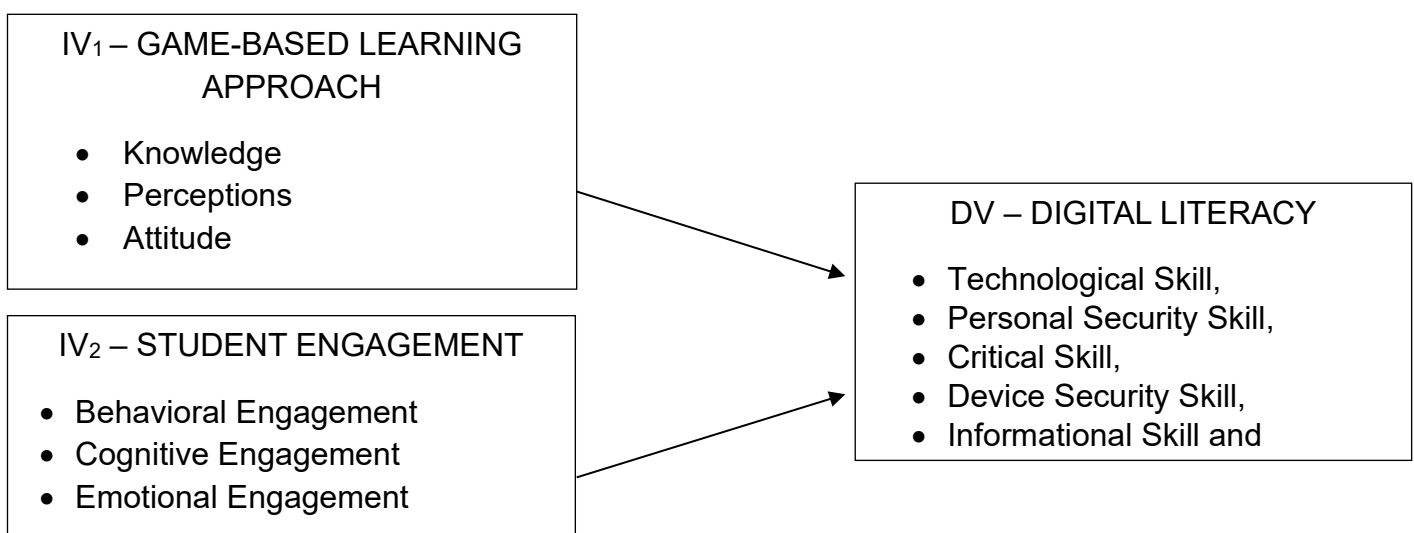 IV₁ – GAME-BASED LEARNING
APPROACH
• Knowledge
• Perceptions
• Attitude
IV₂ – STUDENT ENGAGEMENT
• Behavioral Engagement
• Cognitive Engagement
• Emotional Engagement
DV – DIGITAL LITERACY
• Technological Skill,
• Personal Security Skill,
• Critical Skill,
• Device Security Skill,
• Informational Skill and